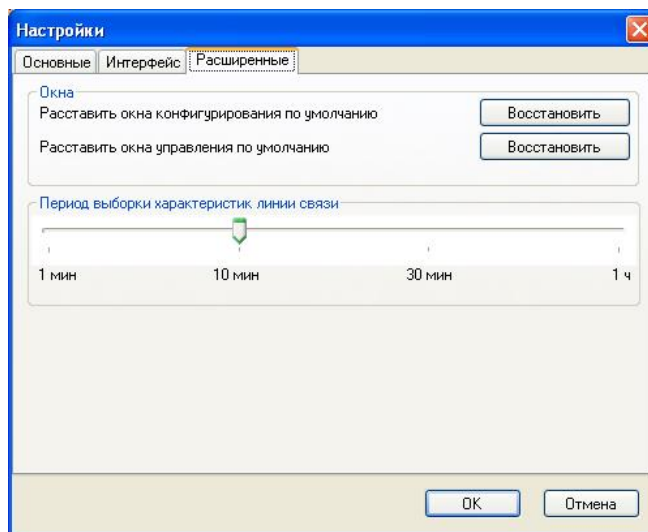 Настройки
Основные Интерфейс Расширенные
Окна
Расставить окна конфигурирования по умолчанию Восстановить
Расставить окна управления по умолчанию Восстановить
Период выборки характеристик линии связи
1 мин 10 мин 30 мин 1 ч
OK Отмена